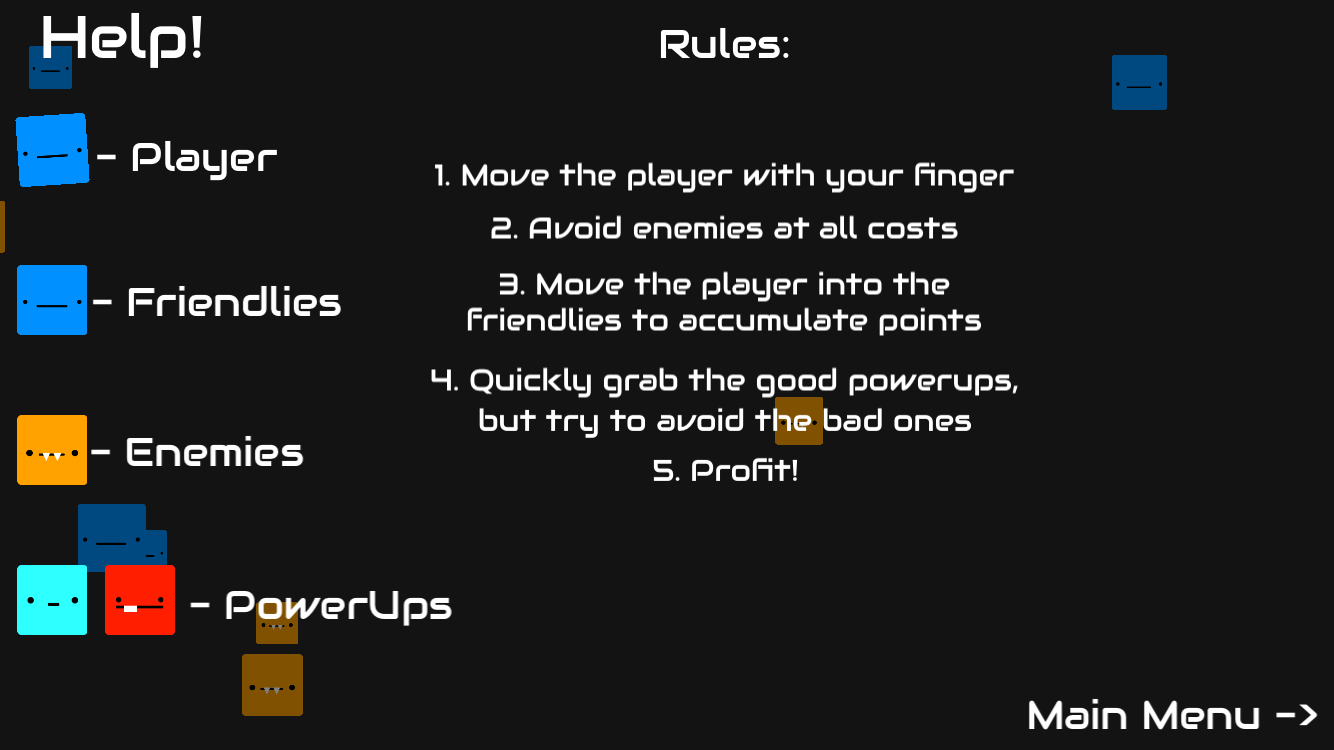 Help!
- Player
- Friendlies
- Enemies
- PowerUps
Rules:
1. Move the player with your finger
2. Avoid enemies at all costs
3. Move the player into the
friendlies to accumulate points
4. Quickly grab the good powerups,
but try to avoid the bad ones
5. Profit!
Main Menu ->